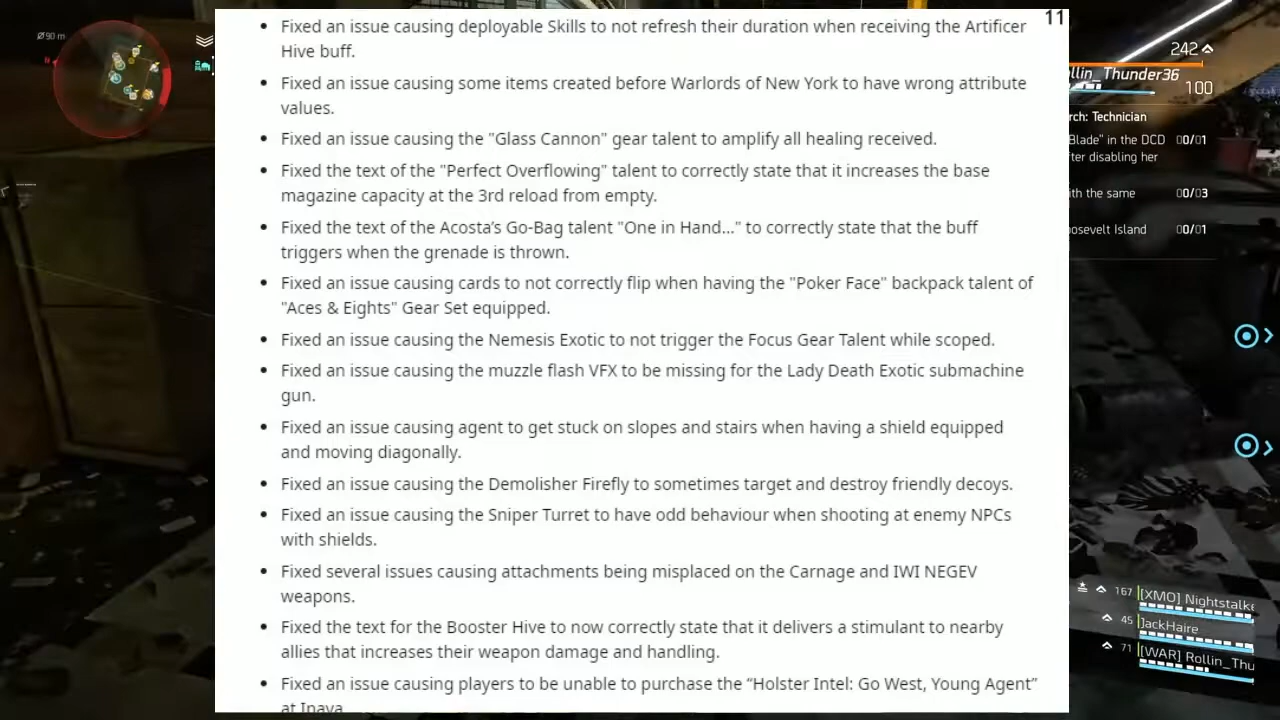 Fixed an issue causing deployable Skills to not refresh their duration when receiving the Artificer
Hive buff.
Fixed an issue causing some items created before Warlords of New York to have wrong attribute
values.
Fixed an issue causing the "Glass Cannon" gear talent to amplify all healing received.
Fixed the text of the "Perfect Overflowing" talent to correctly state that it increases the base
magazine capacity at the 3rd reload from empty.
Fixed the text of the Acosta’s Go-Bag talent "One in Hand…" to correctly state that the buff
triggers when the grenade is thrown.
Fixed an issue causing cards to not correctly flip when having the "Poker Face" backpack talent of
"Aces & Eights" Gear Set equipped.
Fixed an issue causing the Nemesis Exotic to not trigger the Focus Gear Talent while scoped.
Fixed an issue causing the muzzle flash VFX to be missing for the Lady Death Exotic submachine
gun.
Fixed an issue causing agent to get stuck on slopes and stairs when having a shield equipped
and moving diagonally.
Fixed an issue causing the Demolisher Firefly to sometimes target and destroy friendly decoys.
Fixed an issue causing the Sniper Turret to have odd behaviour when shooting at enemy NPCs
with shields.
Fixed several issues causing attachments being misplaced on the Carnage and IWI NEGEV
weapons.
Fixed the text for the Booster Hive to now correctly state that it delivers a stimulant to nearby
allies that increases their weapon damage and handling.
Fixed an issue causing players to be unable to purchase the “Holster Intel: Go West, Young Agent”
at Inaya
90 m
N
11
242
llin_Thunder36
100
rch: Technician
Blade" in the DCD 00/01
fter disabling her
ith the same 00/03
oosevelt Island 00/01
167 [XMO] Nightstalke
45 JackHaire
71 [WAR] Rollin_Thu